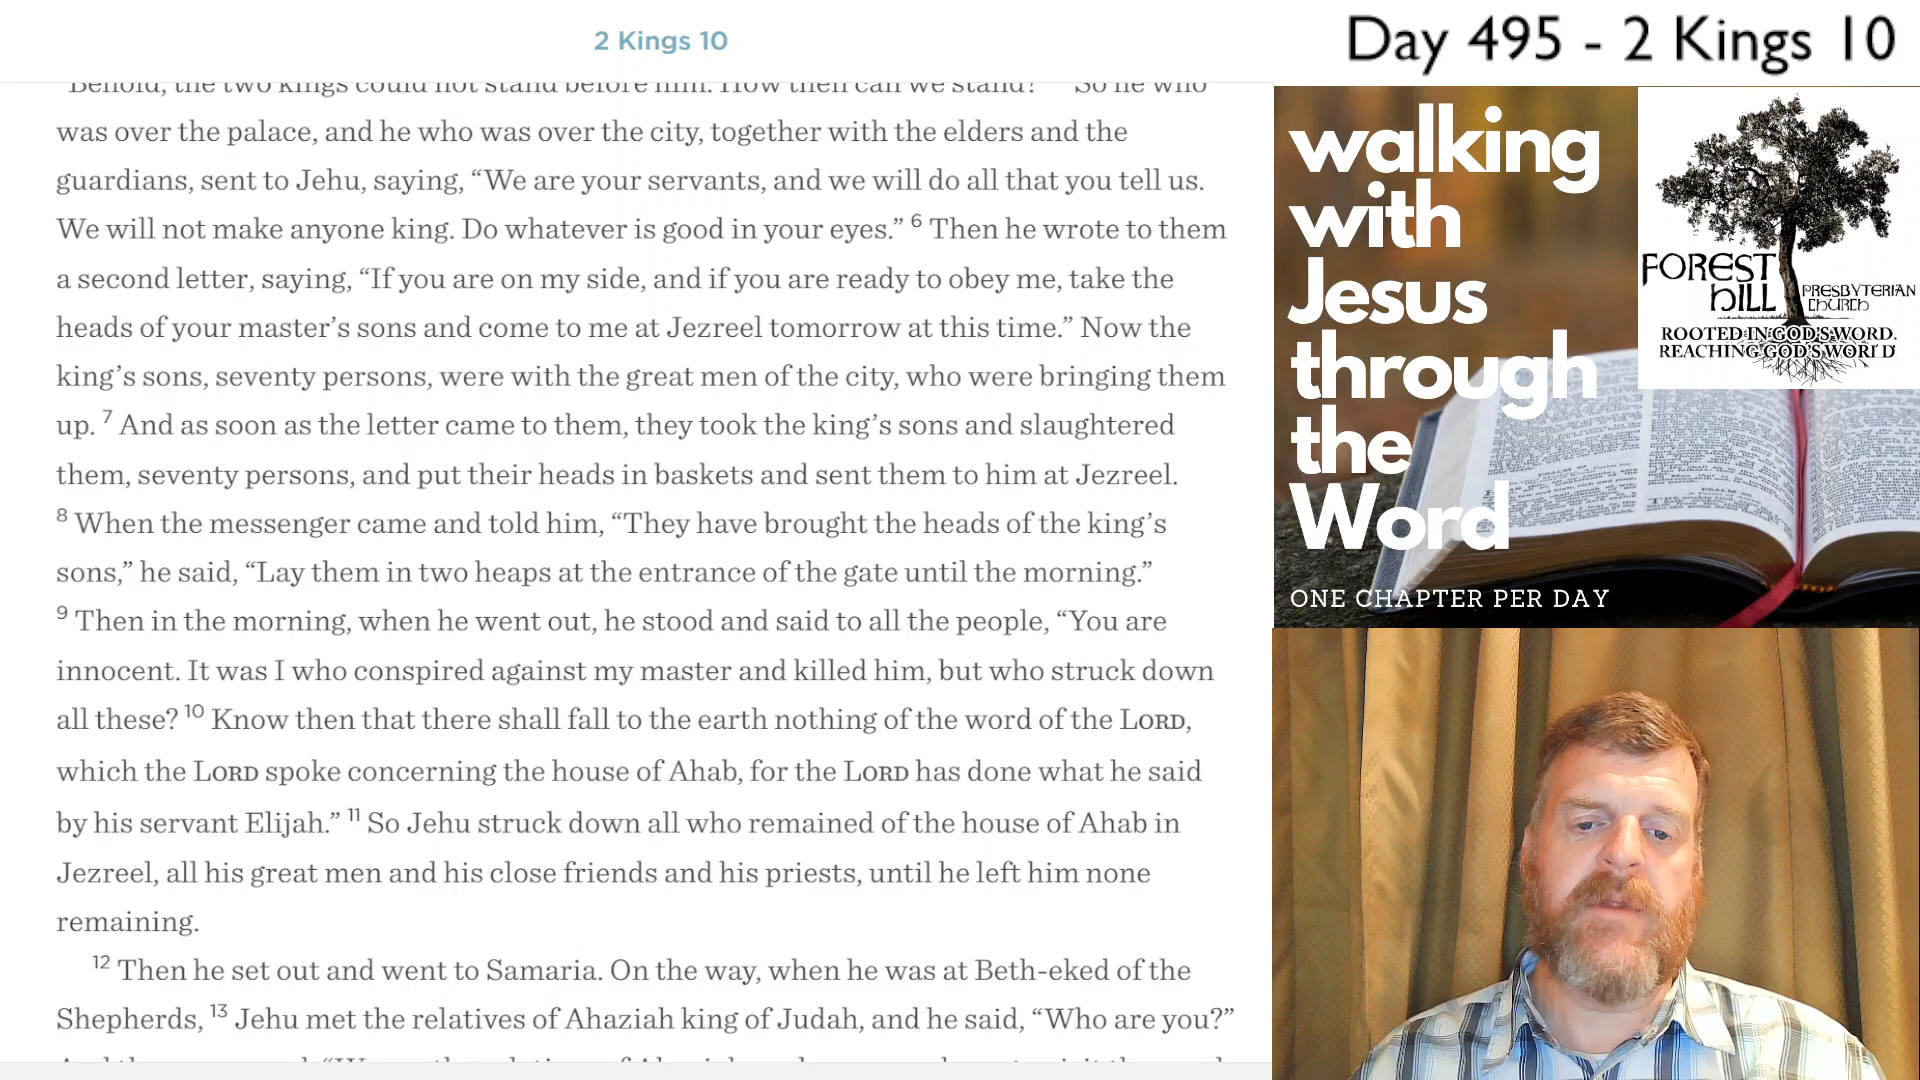 2 Kings 10
Day 495 - 2 Kings 10
“Behold, the two kings could not stand before him. How then can we stand?” So he who
was over the palace, and he who was over the city, together with the elders and the
guardians, sent to Jehu, saying, “We are your servants, and we will do all that you tell us.
We will not make anyone king. Do whatever is good in your eyes.” 6 Then he wrote to them
a second letter, saying, “If you are on my side, and if you are ready to obey me, take the
heads of your master’s sons and come to me at Jezreel tomorrow at this time.” Now the
king’s sons, seventy persons, were with the great men of the city, who were bringing them
up. 7 And as soon as the letter came to them, they took the king’s sons and slaughtered
them, seventy persons, and put their heads in baskets and sent them to him at Jezreel.
8 When the messenger came and told him, “They have brought the heads of the king’s
sons,” he said, “Lay them in two heaps at the entrance of the gate until the morning.”
9 Then in the morning, when he went out, he stood and said to all the people, “You are
innocent. It was I who conspired against my master and killed him, but who struck down
all these? 10 Know then that there shall fall to the earth nothing of the word of the LORD,
which the LORD spoke concerning the house of Ahab, for the LORD has done what he said
by his servant Elijah.” 11 So Jehu struck down all who remained of the house of Ahab in
Jezreel, all his great men and his close friends and his priests, until he left him none
remaining.
12 Then he set out and went to Samaria. On the way, when he was at Beth-eked of the
Shepherds, 13 Jehu met the relatives of Ahaziah king of Judah, and he said, “Who are you?”
walking
with
Jesus
through
the
Word
ONE CHAPTER PER DAY
FOREST
HILL
PRESBYTERIAN
CHURCH
ROOTED IN GOD'S WORD.
REACHING GOD'S WORLD